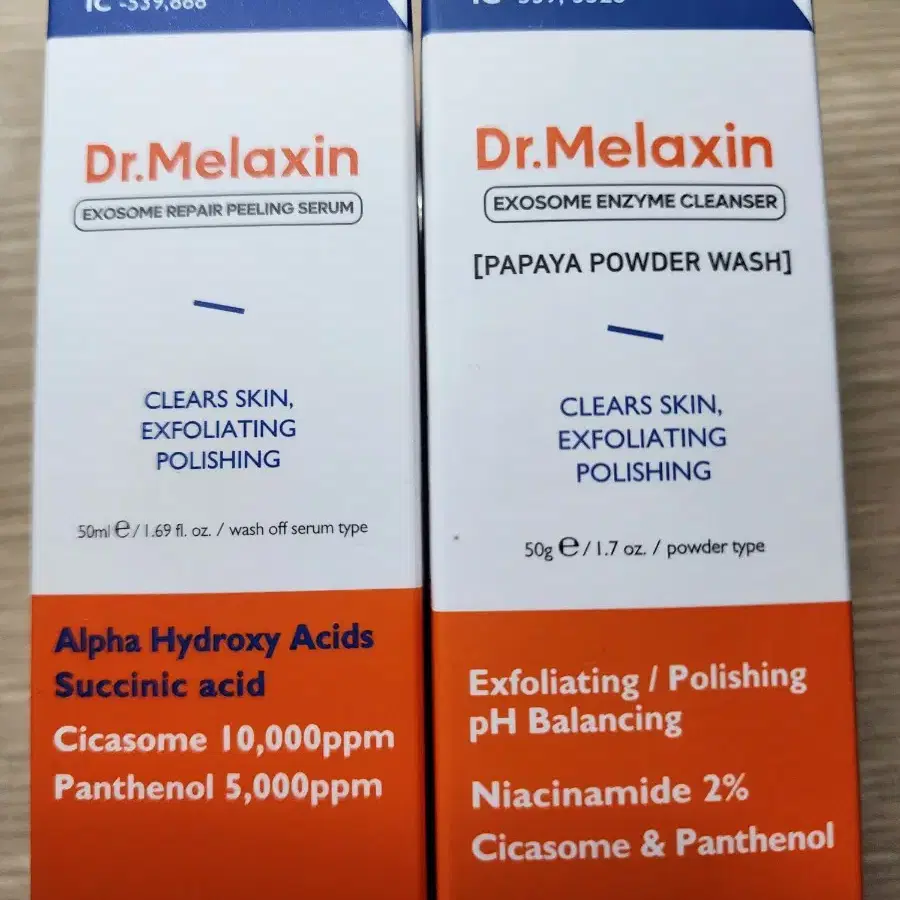 Dr.Melaxin
EXOSOME REPAIR PEELING SERUM
CLEARS SKIN,
EXFOLIATING
POLISHING
50ml e / 1.69 fl. oz. / wash off serum type
Alpha Hydroxy Acids
Succinic acid
Cicasome 10,000ppm
Panthenol 5,000ppm
Dr.Melaxin
EXOSOME ENZYME CLEANSER
[PAPAYA POWDER WASH]
CLEARS SKIN,
EXFOLIATING
POLISHING
50g e / 1.7 oz. / powder type
Exfoliating / Polishing
pH Balancing
Niacinamide 2%
Cicasome & Panthenol